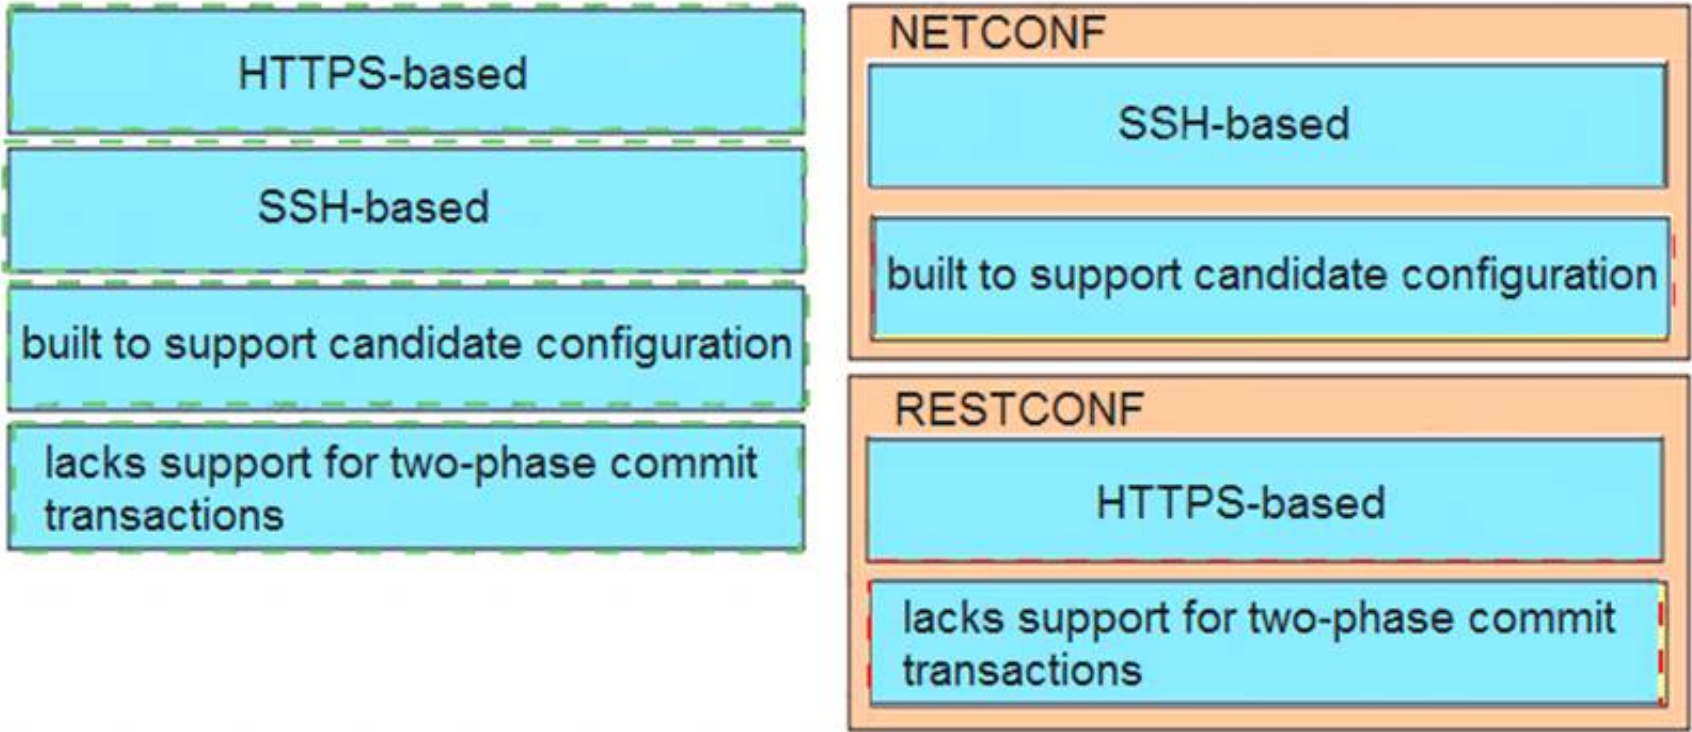 HTTPS-based
SSH-based
built to support candidate configuration
lacks support for two-phase commit
transactions
NETCONF
SSH-based
built to support candidate configuration
RESTCONF
HTTPS-based
lacks support for two-phase commit
transactions